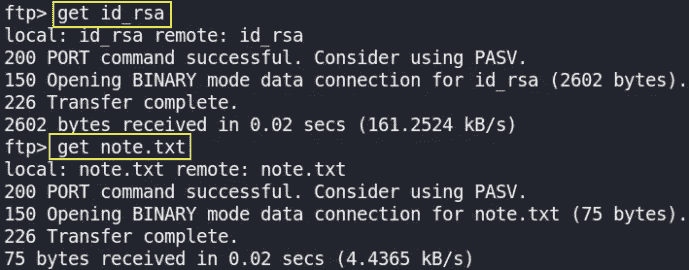 ftp> get id_rsa
local: id_rsa remote: id_rsa
200 PORT command successful. Consider using PASV.
150 Opening BINARY mode data connection for id_rsa (2602 bytes).
226 Transfer complete.
2602 bytes received in 0.02 secs (161.2524 kB/s)
ftp> get note.txt
local: note.txt remote: note.txt
200 PORT command successful. Consider using PASV.
150 Opening BINARY mode data connection for note.txt (75 bytes).
226 Transfer complete.
75 bytes received in 0.02 secs (4.4365 kB/s)